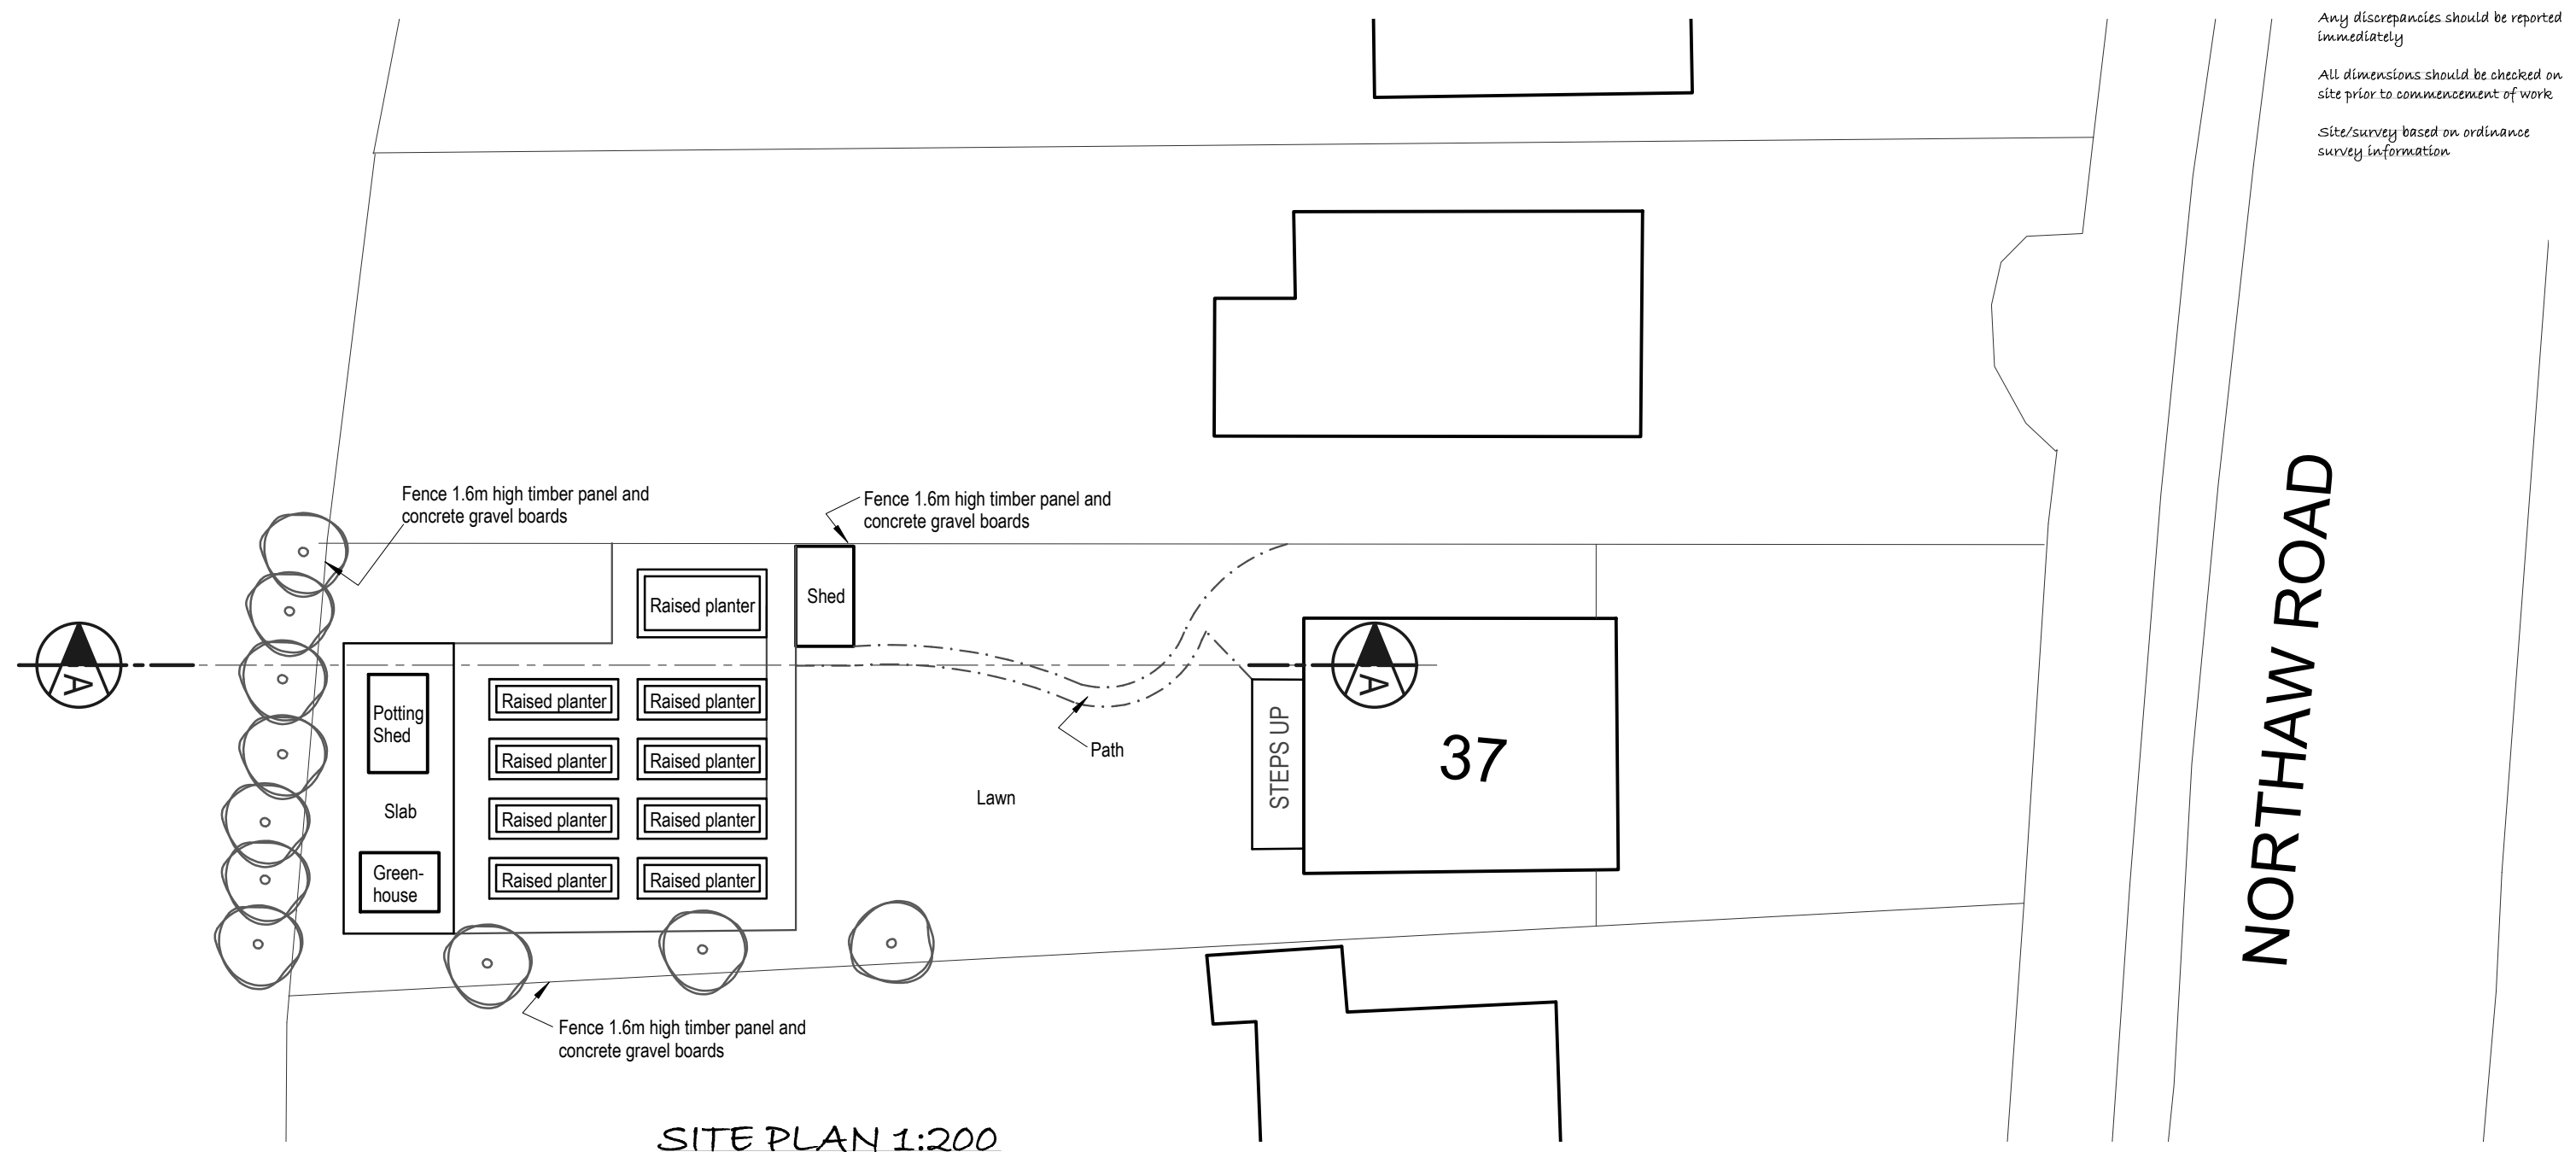 Any discrepancies should be reported
immediately
All dimensions should be checked on
site prior to commencement of work
Site/survey based on ordinance
survey information
Fence 1.6m high timber panel and
concrete gravel boards
Fence 1.6m high timber panel and
concrete gravel boards
Shed
Raised planter
A
A
Potting
Shed
Raised planter
Raised planter
Raised planter
Raised planter
Slab
Raised planter
Raised planter
Green-
house
Raised planter
Raised planter
Path
Lawn
STEPS UP
37
NORTHAW ROAD
Fence 1.6m high timber panel and
concrete gravel boards
SITE PLAN 1:200